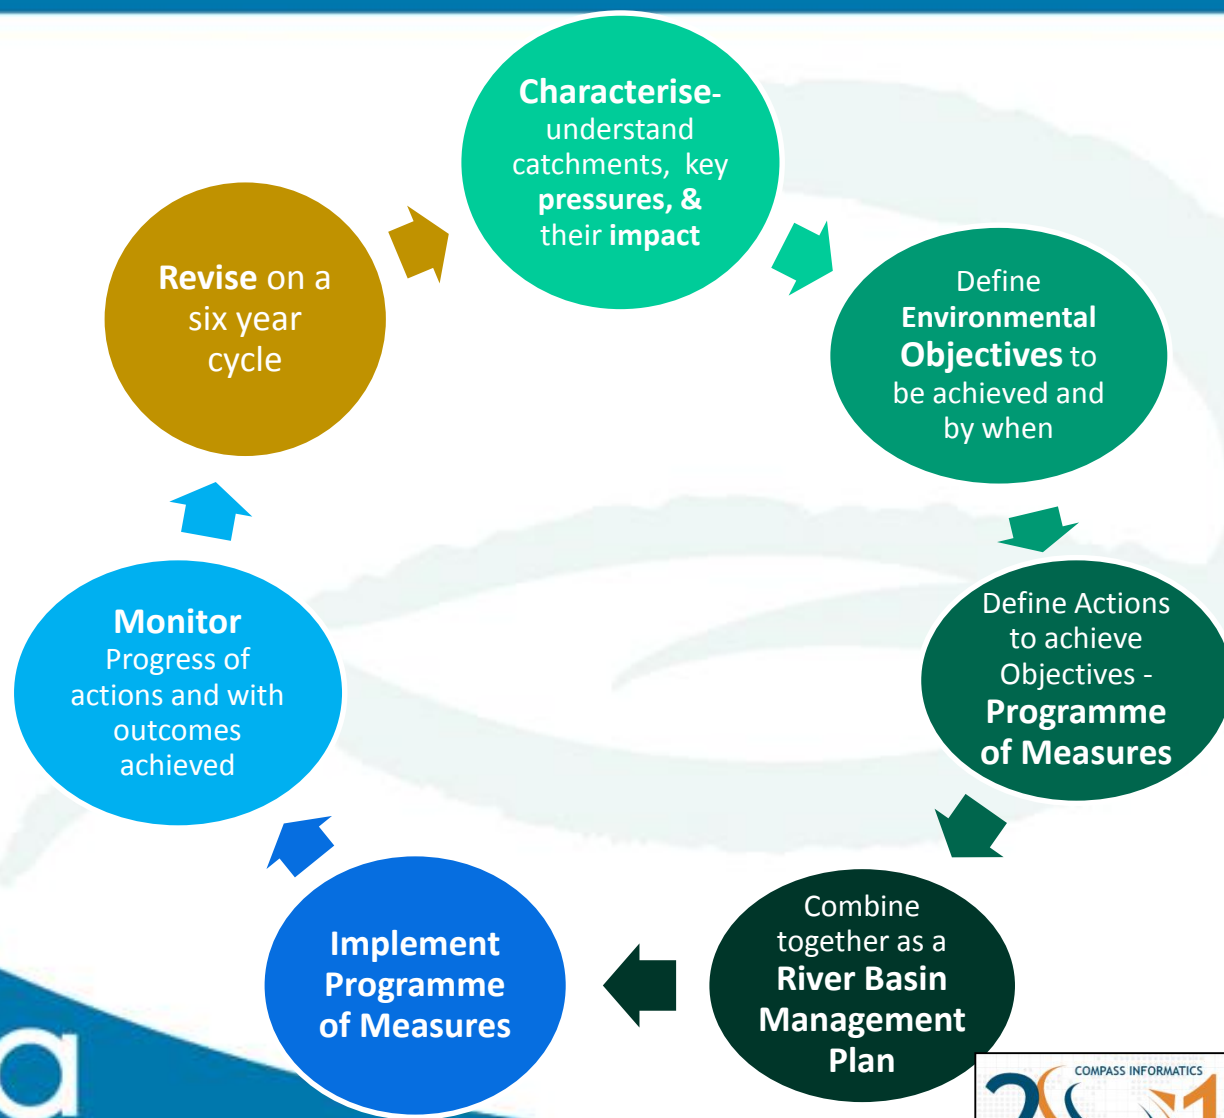 Characterise-
understand
catchments, key
pressures, &
their impact
Define
Environmental
Objectives to
be achieved and
by when
Define Actions
to achieve
Objectives -
Programme
of Measures
Combine
together as a
River Basin
Management
Plan
Implement
Programme
of Measures
Monitor
Progress of
actions and with
outcomes
achieved
Revise on a
six year
cycle
a
COMPASS INFORMATICS